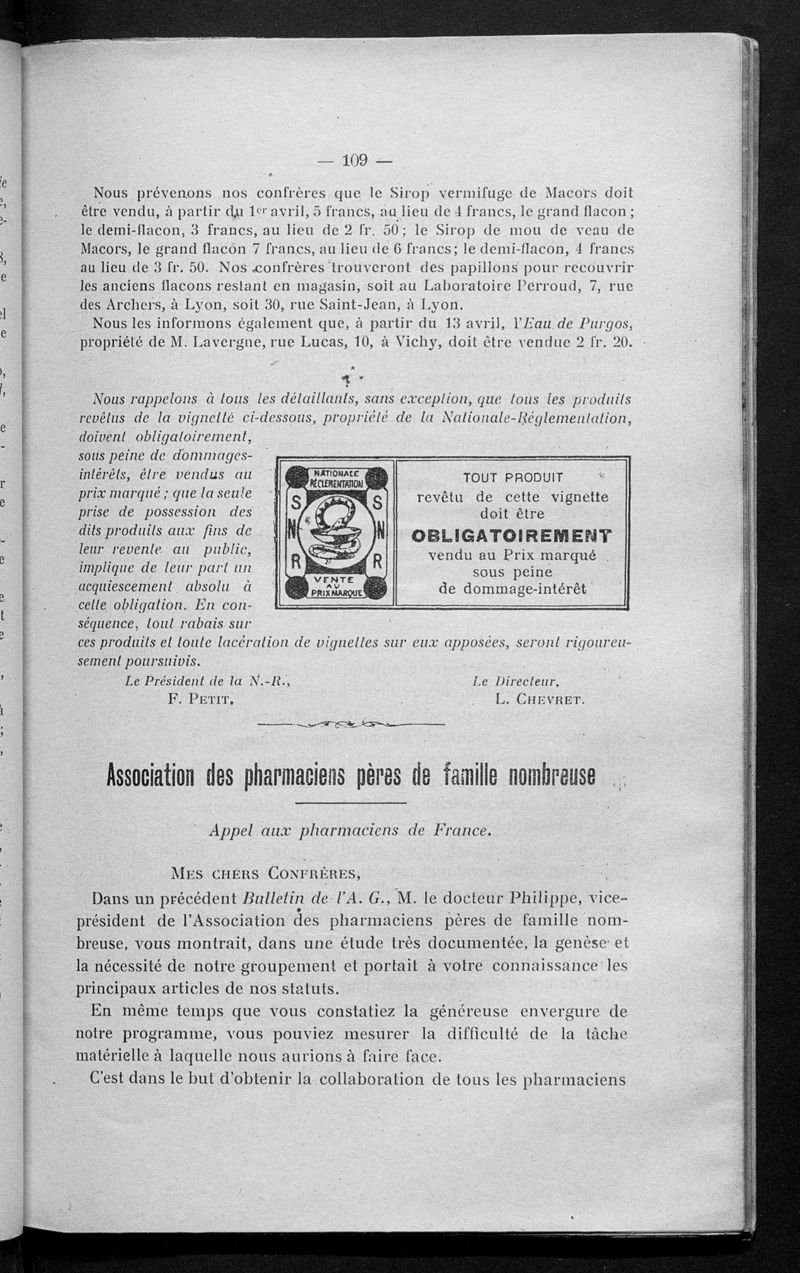 — 109 —
Nous prévenons nos confrères que le Sirop vermifuge de Macors doit
être vendu, à partir du 1er avril, 5 francs, au lieu de 4 francs, le grand flacon ;
le demi-flacon, 3 francs, au lieu de 2 fr. 50 ; le Sirop de mou de veau de
Macors, le grand flacon 7 francs, au lieu de 6 francs; le demi-flacon, 4 francs
au lieu de 3 fr. 50. Nos confrères trouveront des papillons pour recouvrir
les anciens flacons restant en magasin, soit au Laboratoire Perroud, 7, rue
des Archers, à Lyon, soit 30, rue Saint-Jean, à Lyon.
Nous les informons également que, à partir du 13 avril, l'Eau de Purgos,
propriété de M. Lavergne, rue Lucas, 10, à Vichy, doit être vendue 2 fr. 20.
Nous rappelons à tous les détaillants, sans exception, que tous les produits
revêtus de la vignette ci-dessous, propriété de la Nationale-Réglementation,
doivent obligatoirement,
sous peine de dommages-
intérêts, être vendus au
prix marqué ; que la seule
prise de possession des
dits produits aux fins de
leur revente au public,
implique de leur part un
acquiescement absolu à
cette obligation. En con-
séquence, tout rabais sur
NATIONALE
RÉGLEMENTATION
S S
N N
R R
VENTE
AU
PRIX MARQUÉ
TOUT PRODUIT
revêtu de cette vignette
doit être
OBLIGATOIREMENT
vendu au Prix marqué
sous peine
de dommage-intérêt
ces produits et toute lacération de vignettes sur eux apposées, seront rigoureu-
sement poursuivis.
Le Président de la N.-R., Le Directeur,
F. PETIT. L. CHEVRET.
Association des pharmaciens pères de famille nombreuse
Appel aux pharmaciens de France.
MES CHERS CONFRÈRES,
Dans un précédent Bulletin de l'A. G., M. le docteur Philippe, vice-
président de l'Association des pharmaciens pères de famille nom-
breuse, vous montrait, dans une étude très documentée, la genèse et
la nécessité de notre groupement et portait à votre connaissance les
principaux articles de nos statuts.
En même temps que vous constatiez la généreuse envergure de
notre programme, vous pouviez mesurer la difficulté de la tâche
matérielle à laquelle nous aurions à faire face.
C'est dans le but d'obtenir la collaboration de tous les pharmaciens